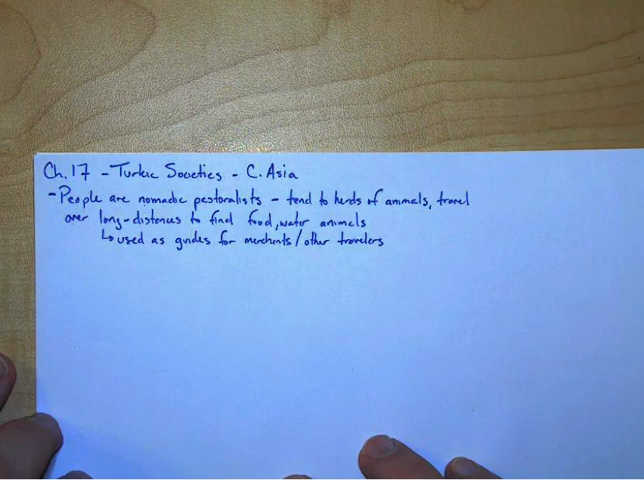 Ch. 17 - Turkic Societies - C. Asia
- People are nomadic pastoralists - tend to herds of animals, travel
over long-distances to find food, water animals
↳ used as guides for merchants/other travelers